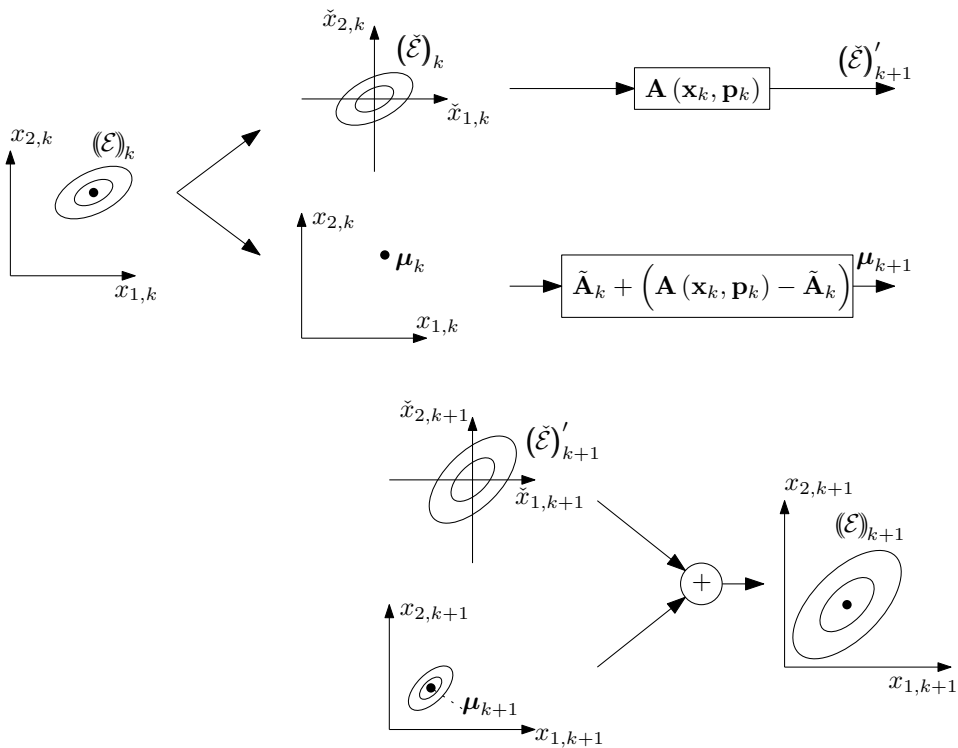 x̌₂,ₖ
(ℰ̌)ₖ
x̌₁,ₖ
A (xₖ, pₖ)
(ℰ̌)′ₖ₊₁
x₂,ₖ
⦅ℰ⦆ₖ
x₁,ₖ
x₂,ₖ
μₖ
x₁,ₖ
Ãₖ + (A (xₖ, pₖ) − Ãₖ)
μₖ₊₁
x̌₂,ₖ₊₁
(ℰ̌)′ₖ₊₁
x̌₁,ₖ₊₁
x₂,ₖ₊₁
μₖ₊₁
x₁,ₖ₊₁
+
x₂,ₖ₊₁
⦅ℰ⦆ₖ₊₁
x₁,ₖ₊₁